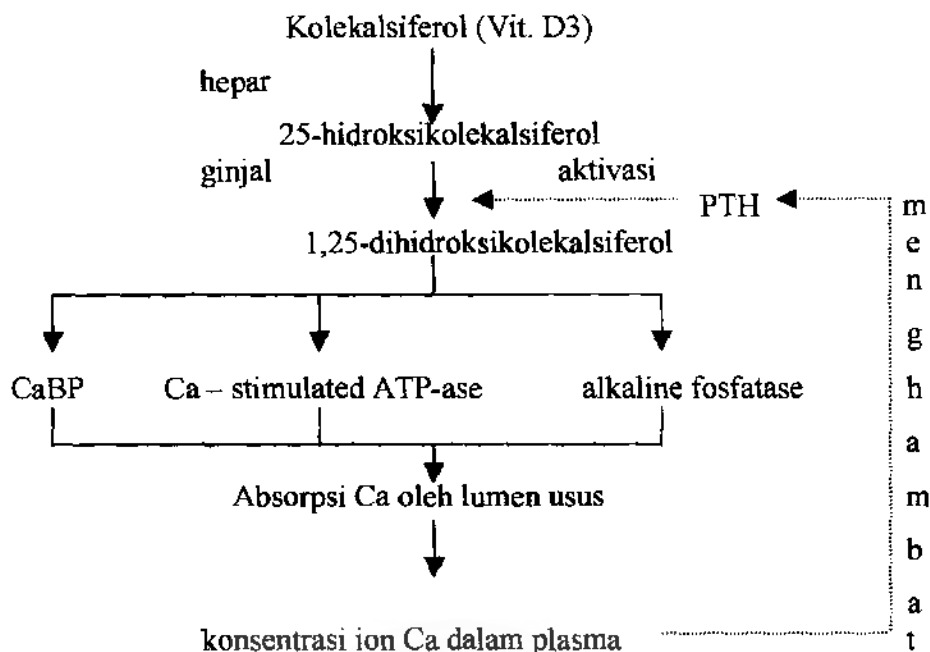 Kolekalsiferol (Vit. D3)
hepar
25-hidroksikolekalsiferol
ginjal aktivasi
PTH
1,25-dihidroksikolekalsiferol
CaBP Ca – stimulated ATP-ase alkaline fosfatase
Absorpsi Ca oleh lumen usus
konsentrasi ion Ca dalam plasma
menghambat